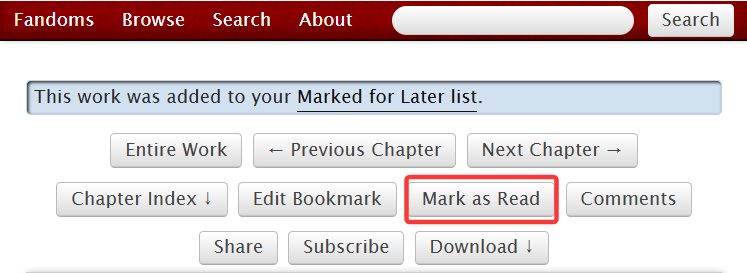 Fandoms Browse Search About Search
This work was added to your Marked for Later list.
Entire Work ← Previous Chapter Next Chapter →
Chapter Index ↓ Edit Bookmark Mark as Read Comments
Share Subscribe Download ↓